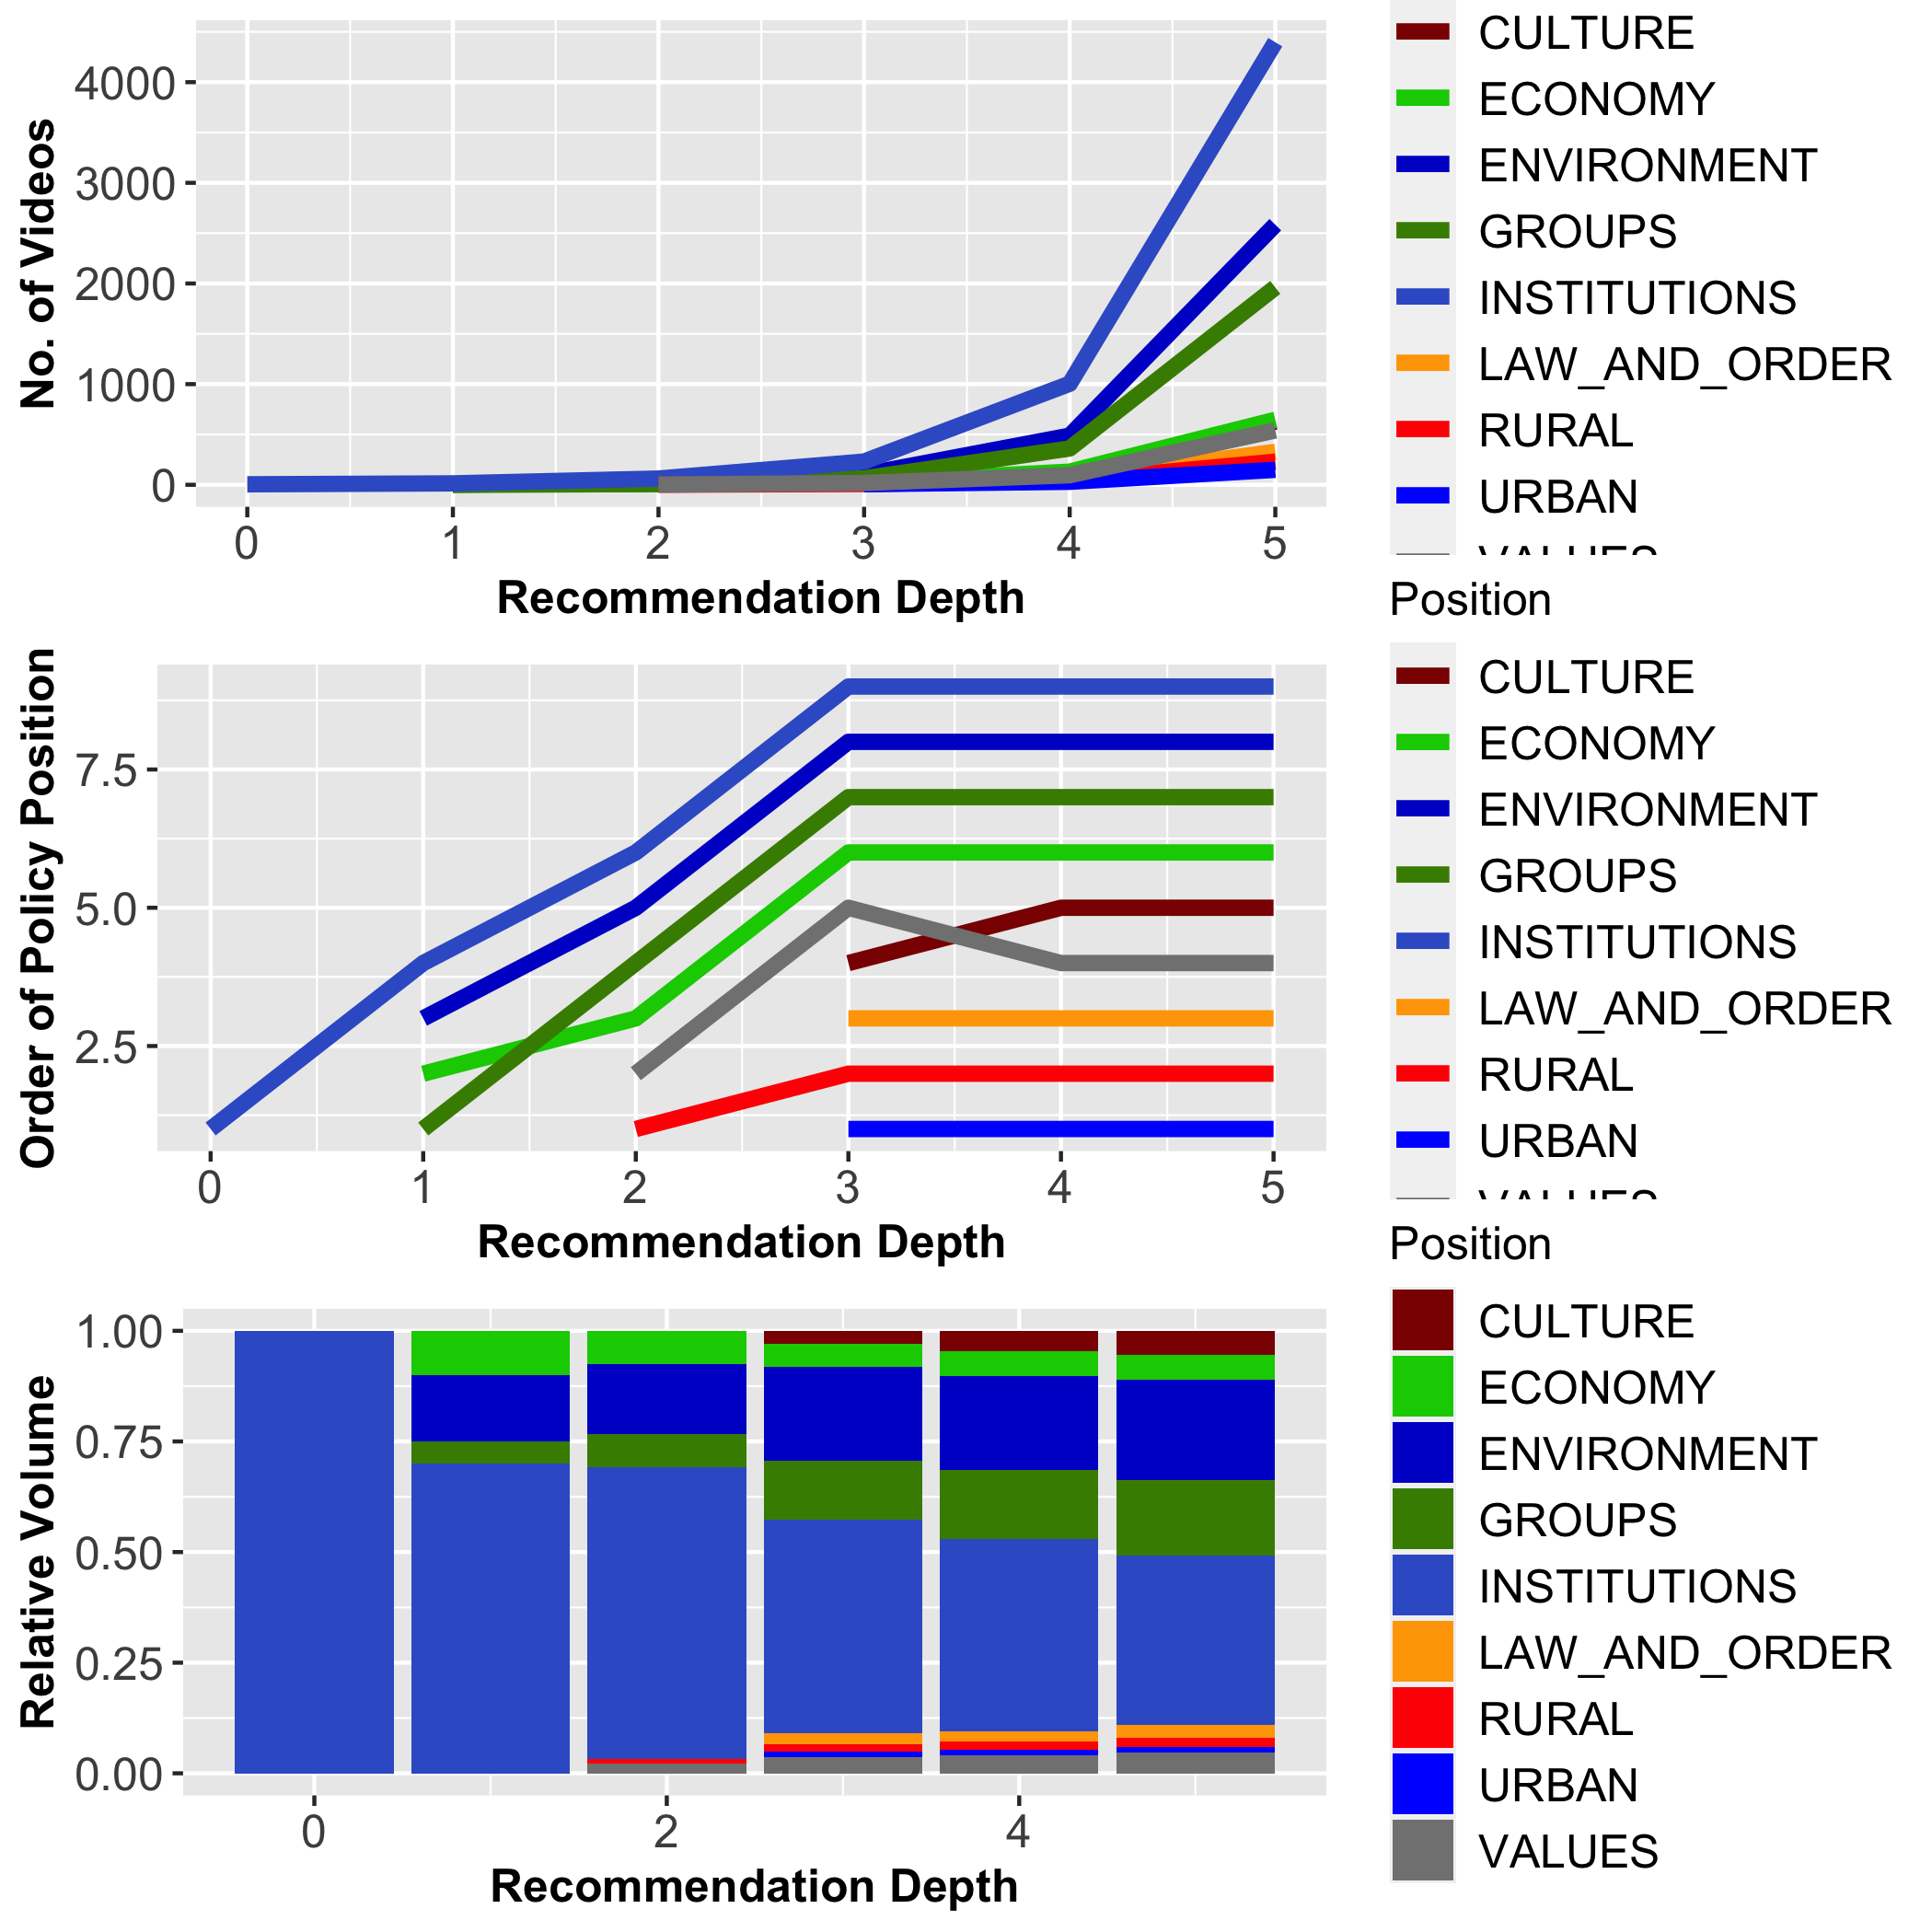 No. of Videos
4000
3000
2000
1000
0
0 1 2 3 4 5
Recommendation Depth
CULTURE
ECONOMY
ENVIRONMENT
GROUPS
INSTITUTIONS
LAW_AND_ORDER
RURAL
URBAN
VALUES
Order of Policy Position
7.5
5.0
2.5
0 1 2 3 4 5
Recommendation Depth
Position
CULTURE
ECONOMY
ENVIRONMENT
GROUPS
INSTITUTIONS
LAW_AND_ORDER
RURAL
URBAN
VALUES
Relative Volume
1.00
0.75
0.50
0.25
0.00
0 2 4
Recommendation Depth
Position
CULTURE
ECONOMY
ENVIRONMENT
GROUPS
INSTITUTIONS
LAW_AND_ORDER
RURAL
URBAN
VALUES